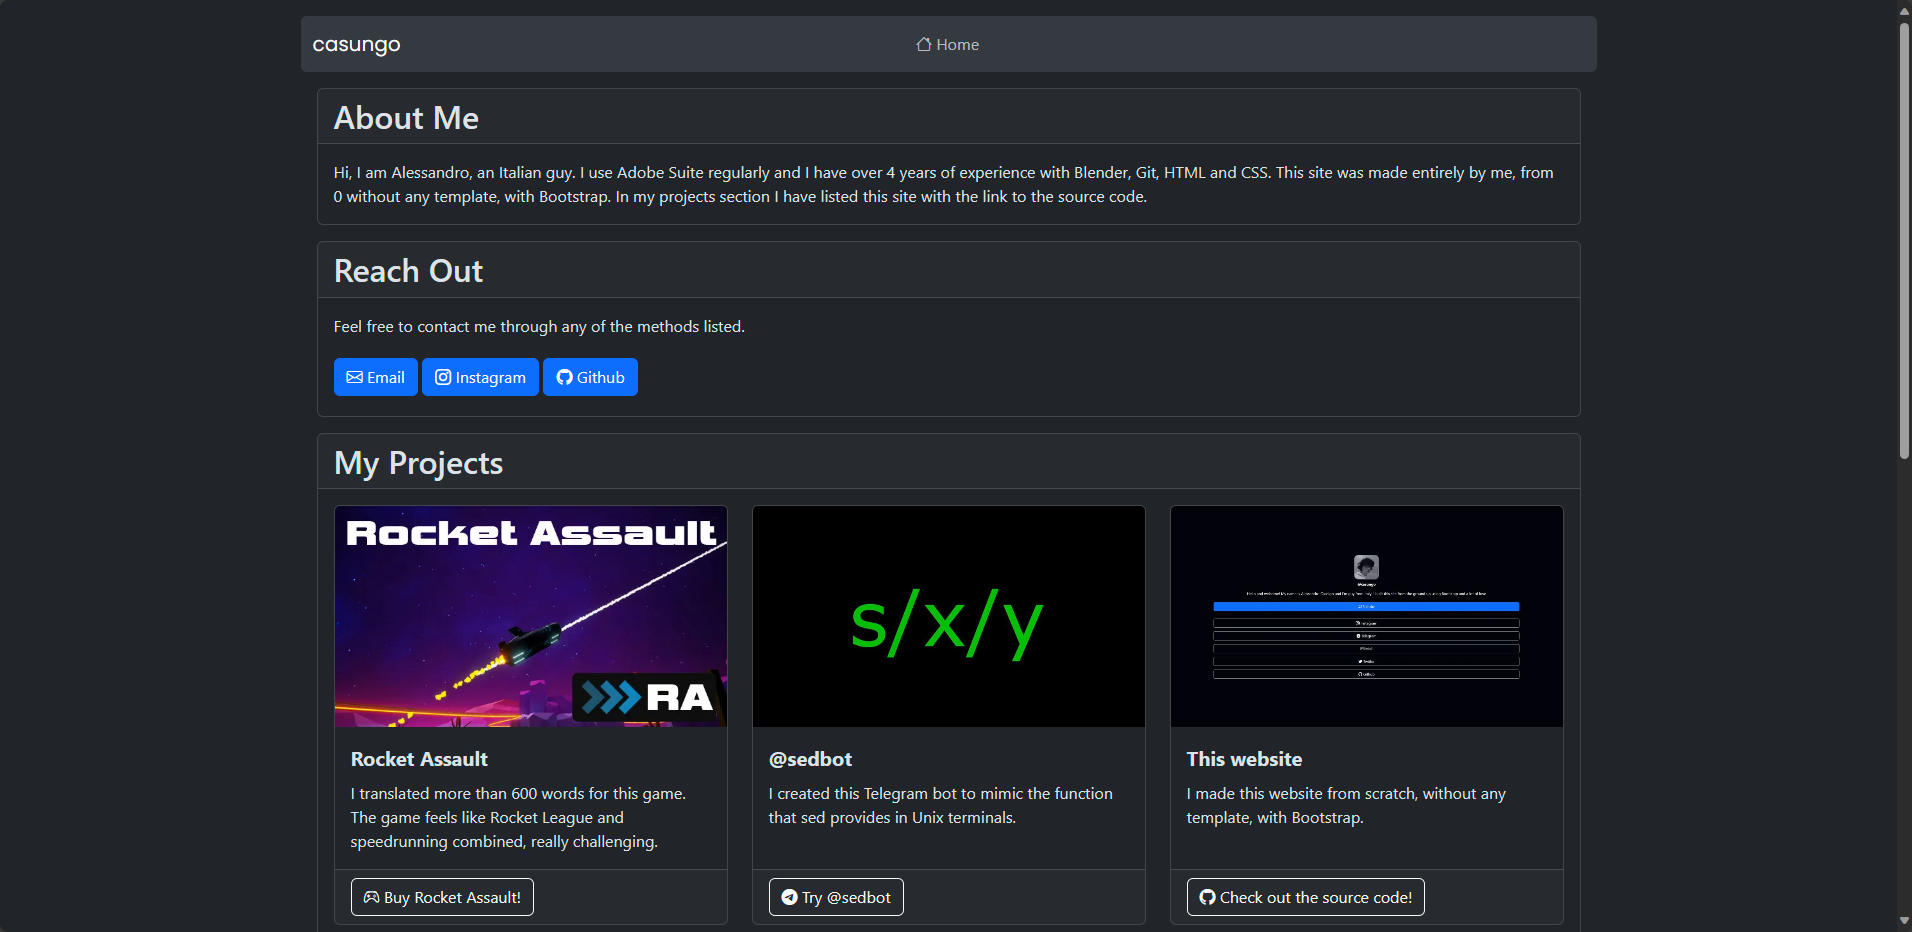 casungo
Home
About Me
Hi, I am Alessandro, an Italian guy. I use Adobe Suite regularly and I have over 4 years of experience with Blender, Git, HTML and CSS. This site was made entirely by me, from
0 without any template, with Bootstrap. In my projects section I have listed this site with the link to the source code.
Reach Out
Feel free to contact me through any of the methods listed.
Email
Instagram
Github
My Projects
Rocket Assault
RA
Rocket Assault
I translated more than 600 words for this game.
The game feels like Rocket League and
speedrunning combined, really challenging.
Buy Rocket Assault!
s/x/y
@sedbot
I created this Telegram bot to mimic the function
that sed provides in Unix terminals.
Try @sedbot
Instagram
Telegram
Twitter
Github
This website
I made this website from scratch, without any
template, with Bootstrap.
Check out the source code!